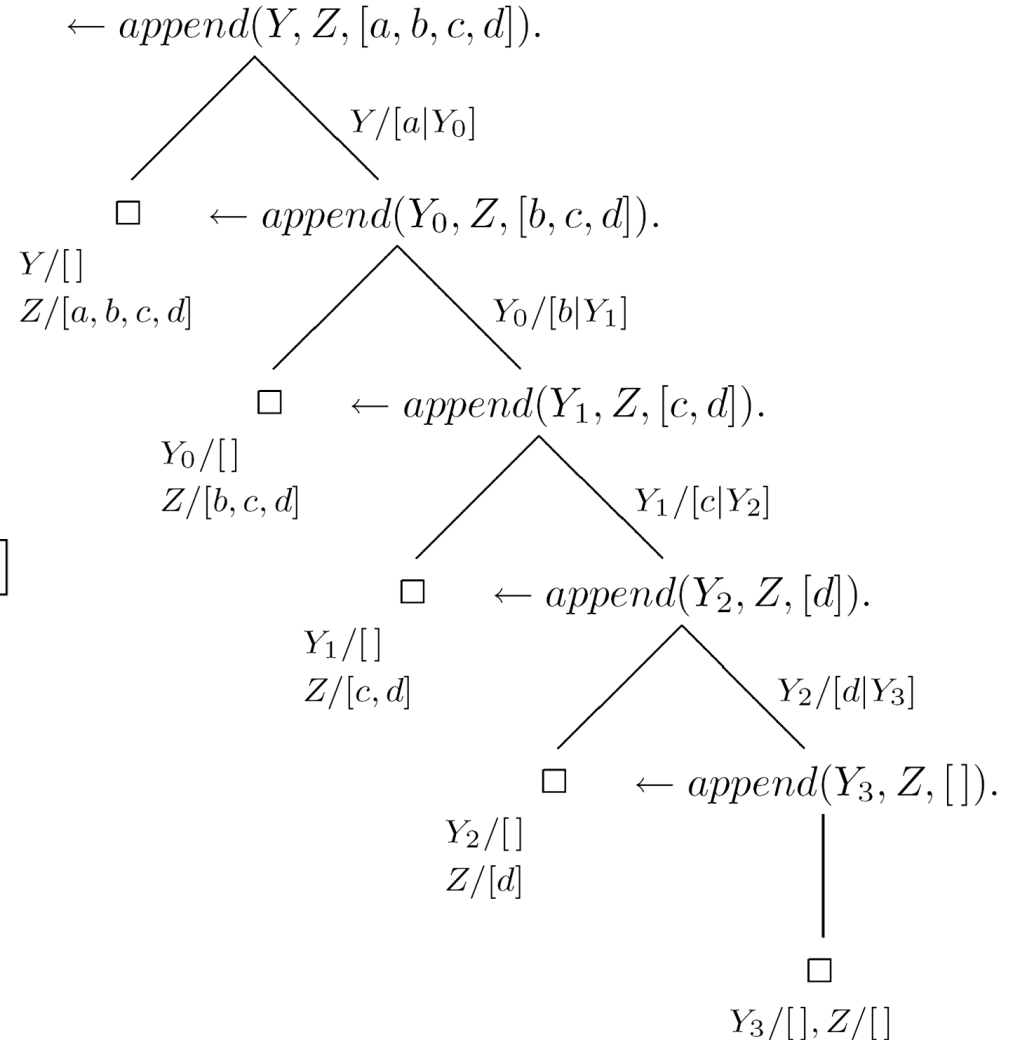 ← append(Y, Z, [a, b, c, d]).
Y/[a|Y₀]
□ ← append(Y₀, Z, [b, c, d]).
Y/[]
Z/[a, b, c, d]
Y₀/[b|Y₁]
□ ← append(Y₁, Z, [c, d]).
Y₀/[]
Z/[b, c, d]
Y₁/[c|Y₂]
]
□ ← append(Y₂, Z, [d]).
Y₁/[]
Z/[c, d]
Y₂/[d|Y₃]
□ ← append(Y₃, Z, []).
Y₂/[]
Z/[d]
□
Y₃/[], Z/[]